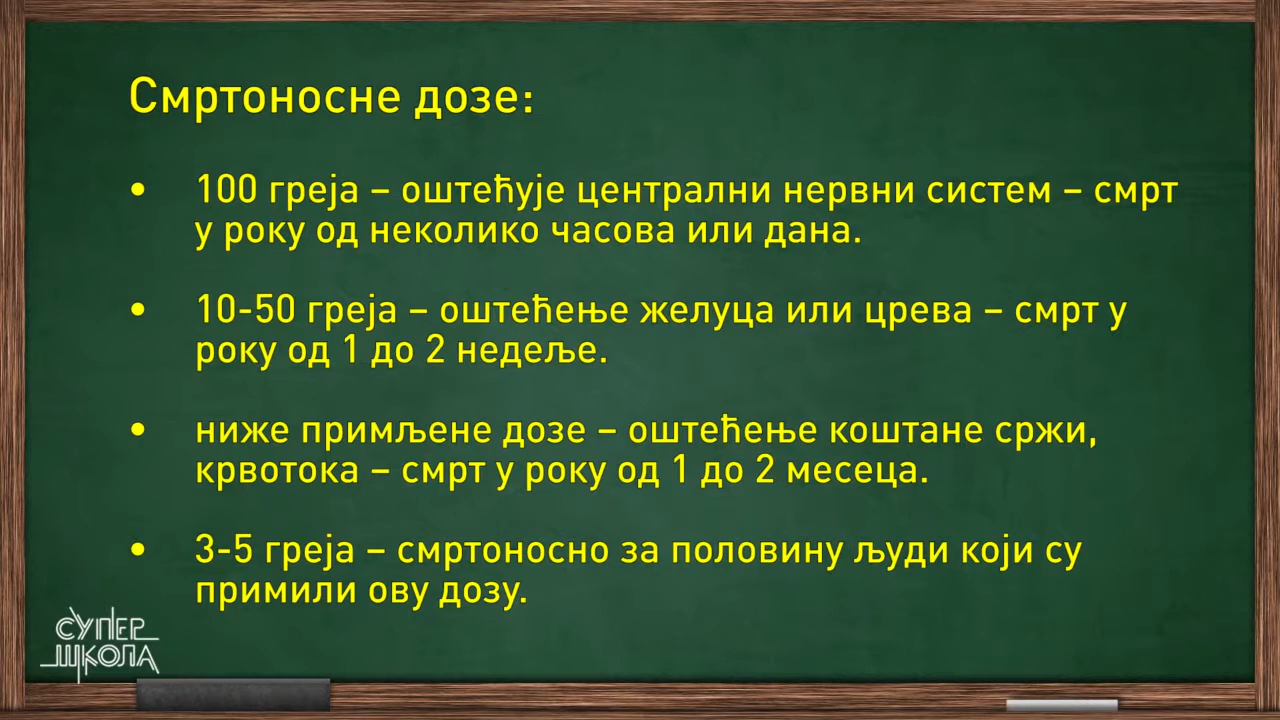 Смртоносне дозе:
• 100 греја – оштећује централни нервни систем – смрт
у року од неколико часова или дана.
• 10-50 греја – оштећење желуца или црева – смрт у
року од 1 до 2 недеље.
• ниже примљене дозе – оштећење коштане сржи,
крвотока – смрт у року од 1 до 2 месеца.
• 3-5 греја – смртоносно за половину људи који су
примили ову дозу.
СУПЕР
ШКОЛА